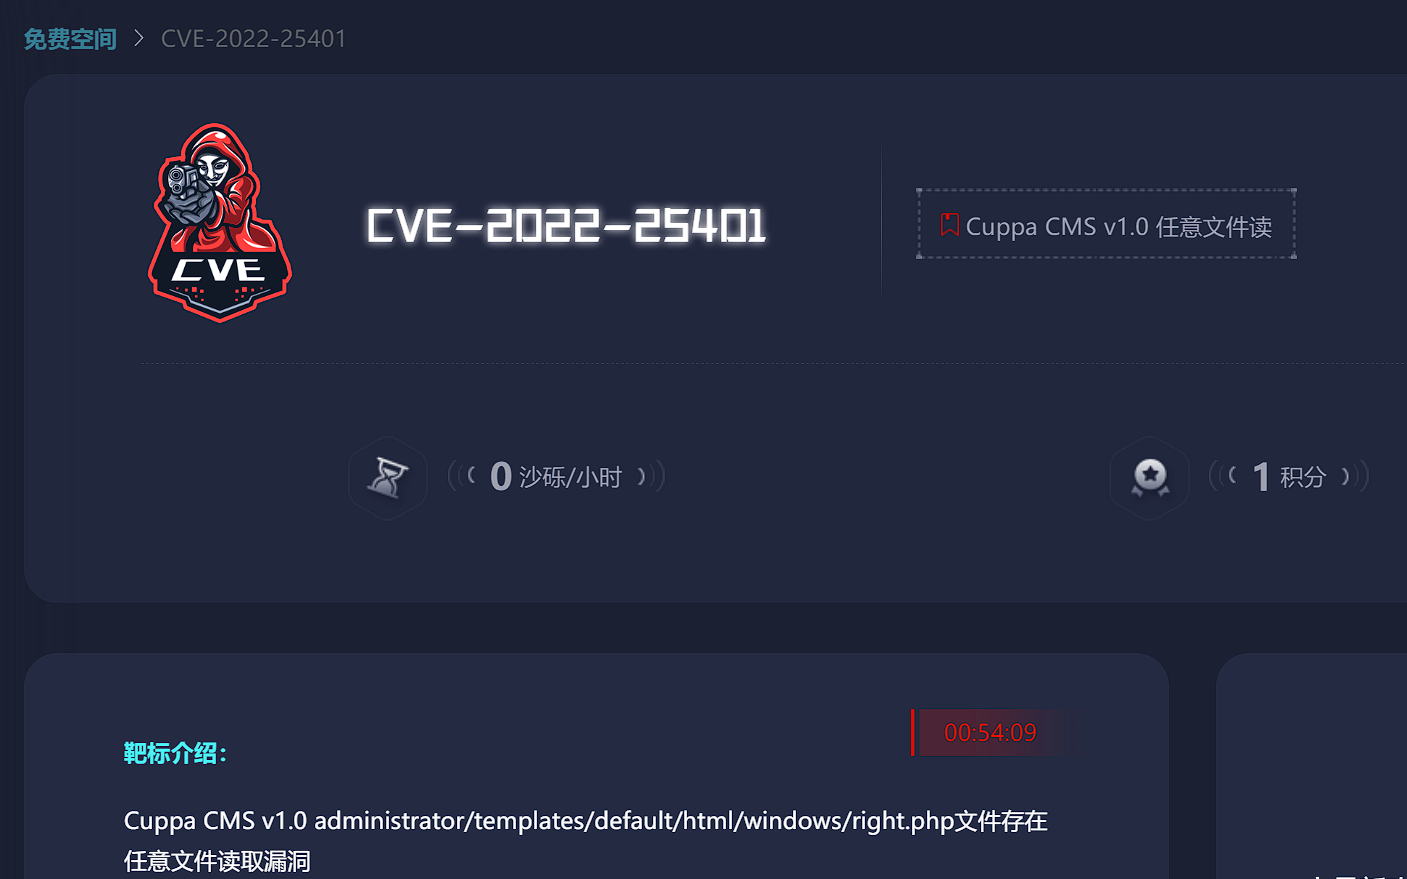 免费空间 > CVE-2022-25401
CVE
CVE-2022-25401
Cuppa CMS v1.0 任意文件读
0 沙砾/小时
1 积分
00:54:09
靶标介绍：
Cuppa CMS v1.0 administrator/templates/default/html/windows/right.php文件存在
任意文件读取漏洞